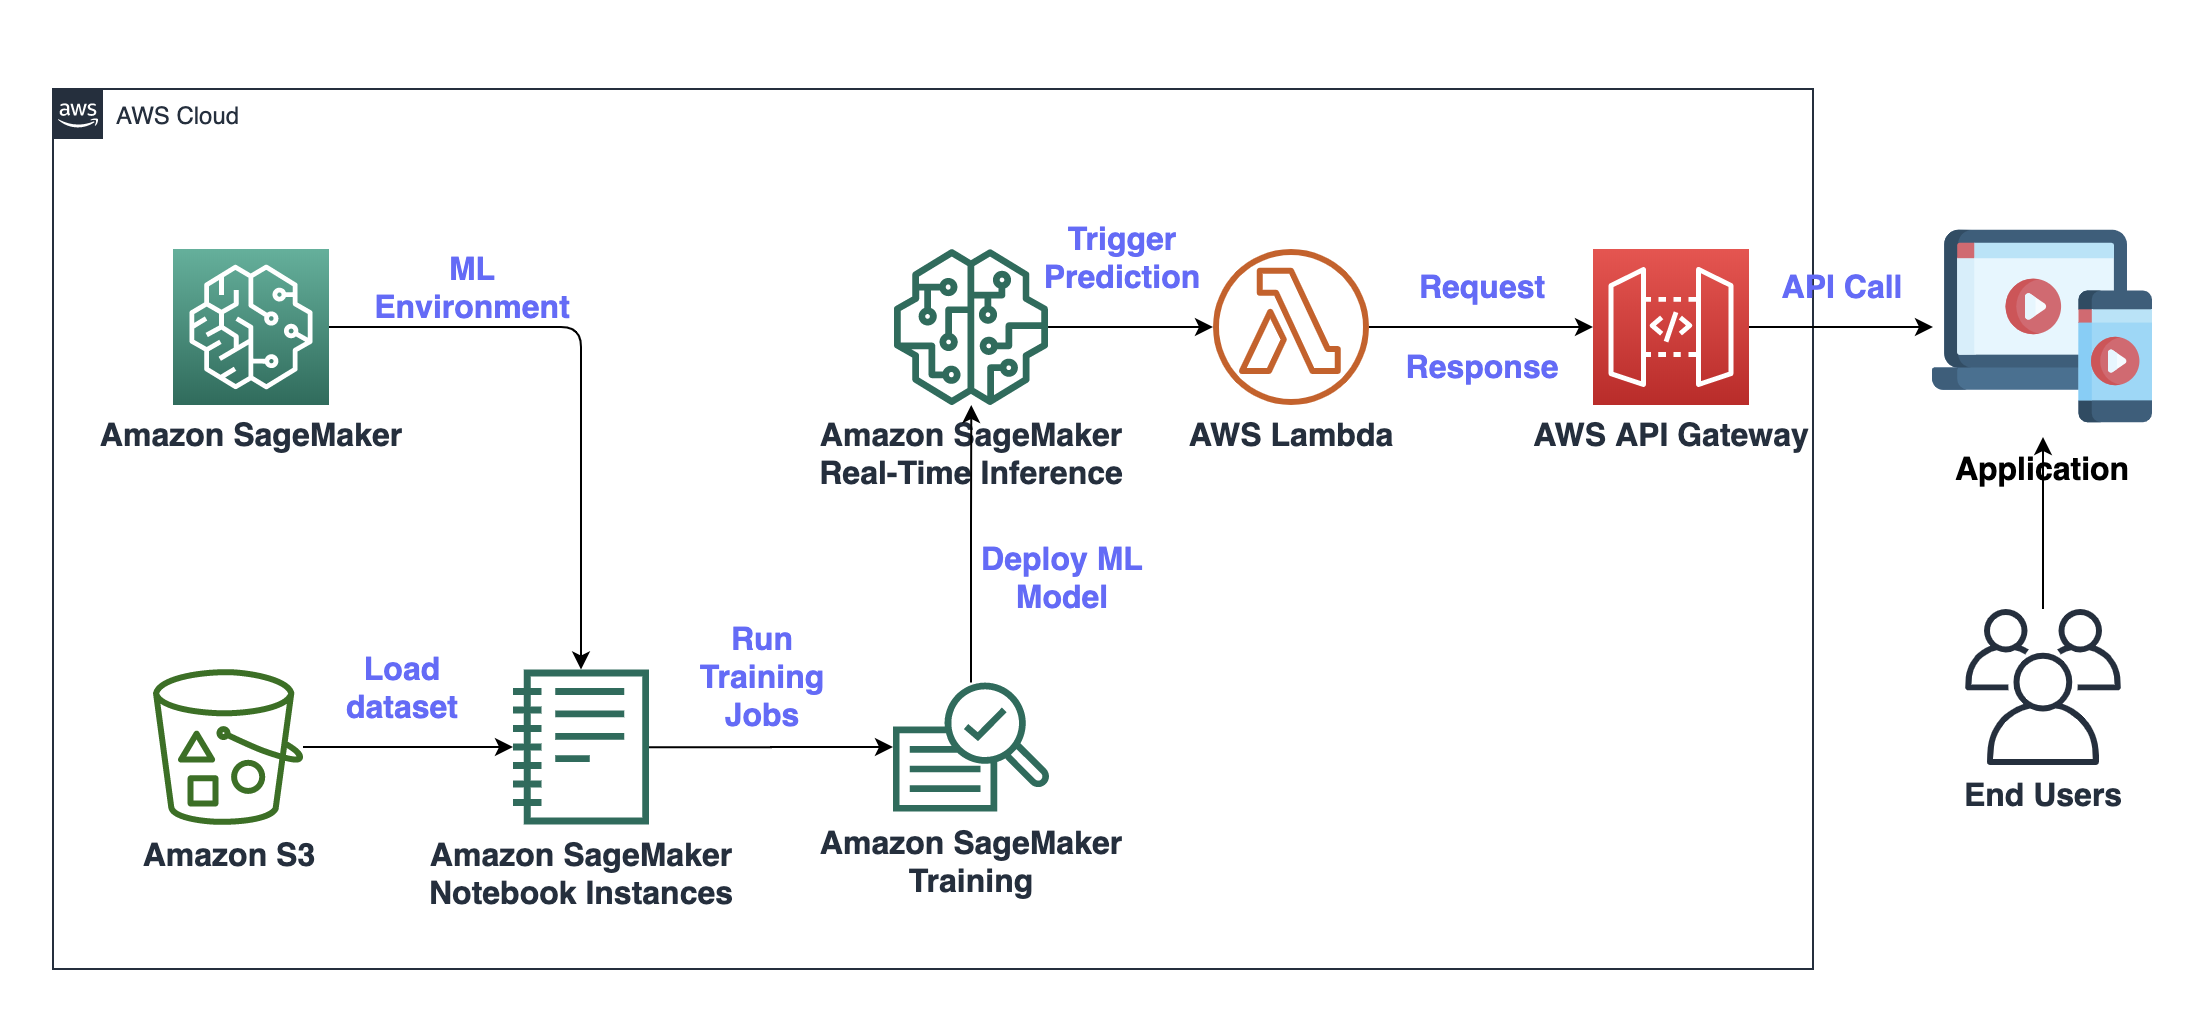 aws
AWS Cloud
ML
Environment
Amazon SageMaker
Trigger
Prediction
Amazon SageMaker
Real-Time Inference
AWS Lambda
Request
Response
</>
AWS API Gateway
API Call
Application
Load
dataset
Amazon S3
Amazon SageMaker
Notebook Instances
Run
Training
Jobs
Deploy ML
Model
Amazon SageMaker
Training
End Users